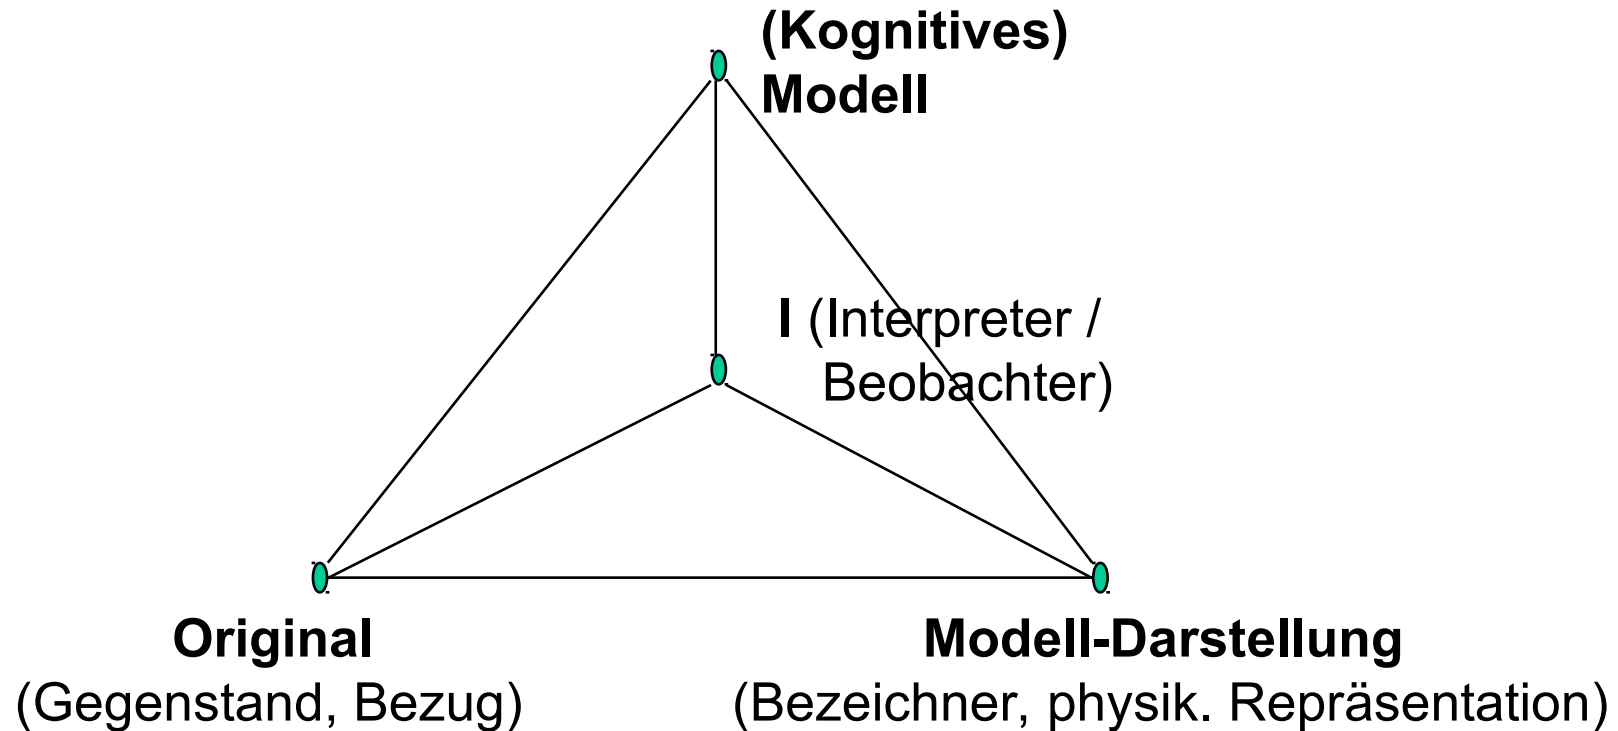 (Kognitives)
Modell
I (Interpreter /
Beobachter)
Original
(Gegenstand, Bezug)
Modell-Darstellung
(Bezeichner, physik. Repräsentation)